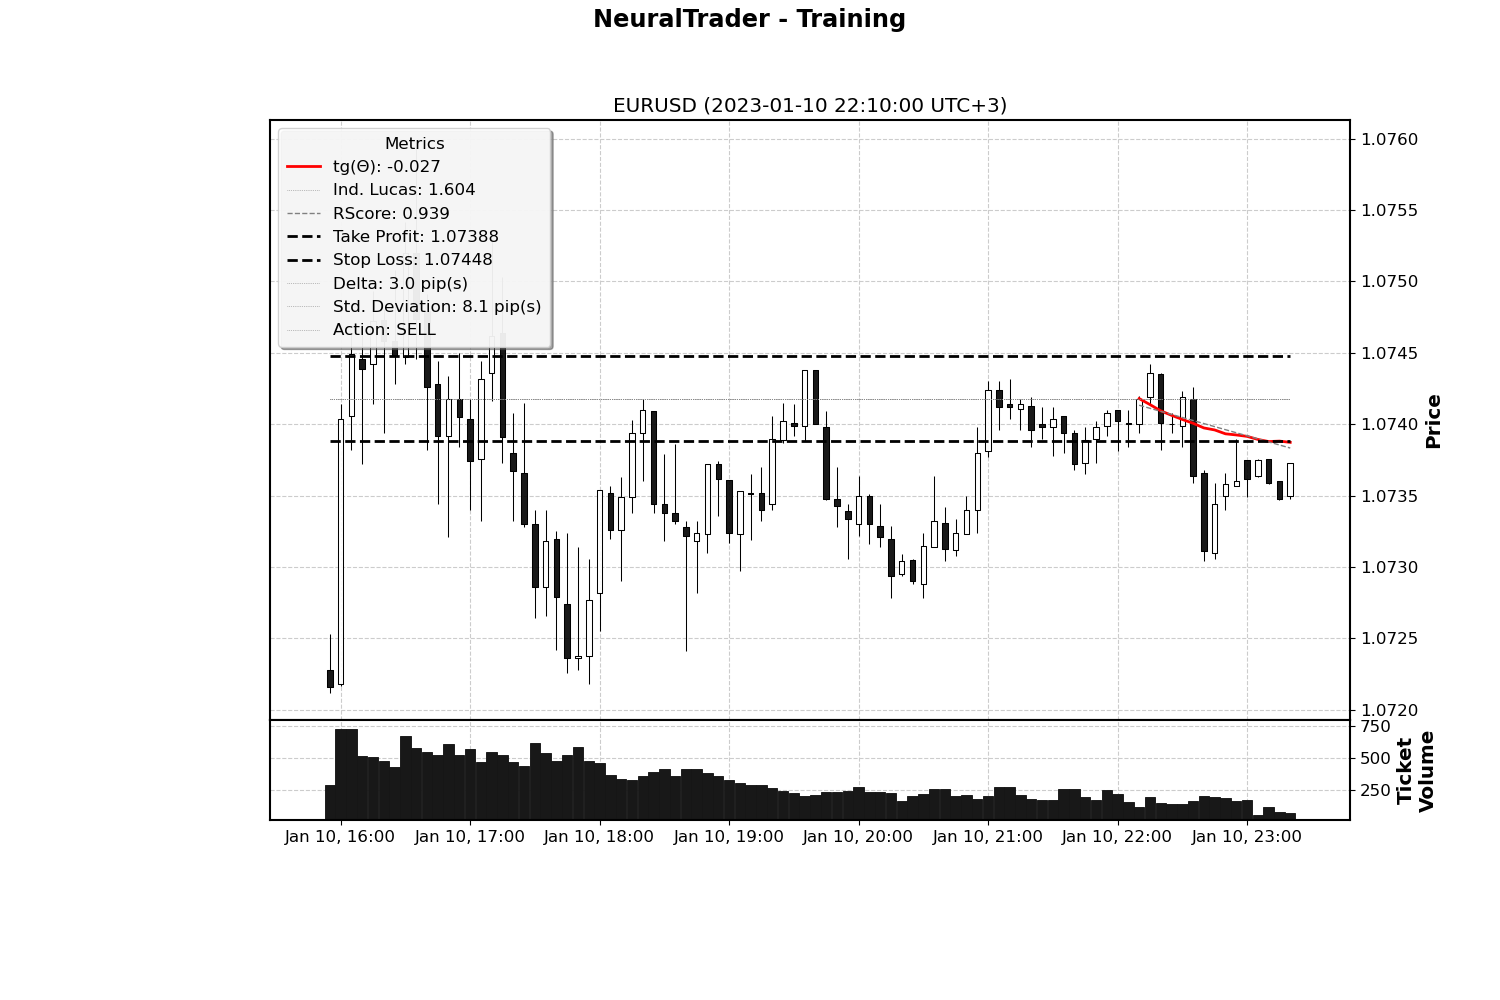 NeuralTrader - Training
EURUSD (2023-01-10 22:10:00 UTC+3)
Metrics
tg(Θ): -0.027
Ind. Lucas: 1.604
RScore: 0.939
Take Profit: 1.07388
Stop Loss: 1.07448
Delta: 3.0 pip(s)
Std. Deviation: 8.1 pip(s)
Action: SELL
1.0760
1.0755
1.0750
1.0745
1.0740
1.0735
1.0730
1.0725
1.0720
Price
750
500
250
Ticket
Volume
Jan 10, 16:00
Jan 10, 17:00
Jan 10, 18:00
Jan 10, 19:00
Jan 10, 20:00
Jan 10, 21:00
Jan 10, 22:00
Jan 10, 23:00